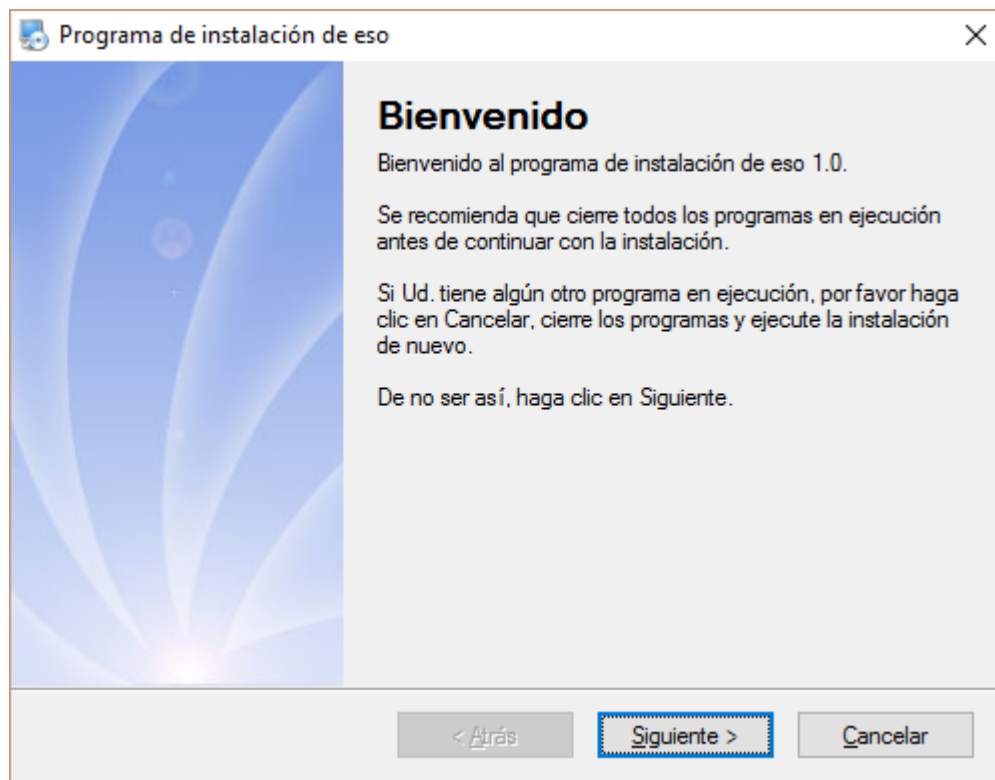 Programa de instalación de eso
Bienvenido
Bienvenido al programa de instalación de eso 1.0.
Se recomienda que cierre todos los programas en ejecución
antes de continuar con la instalación.
Si Ud. tiene algún otro programa en ejecución, por favor haga
clic en Cancelar, cierre los programas y ejecute la instalación
de nuevo.
De no ser así, haga clic en Siguiente.
< Atrás
Siguiente >
Cancelar